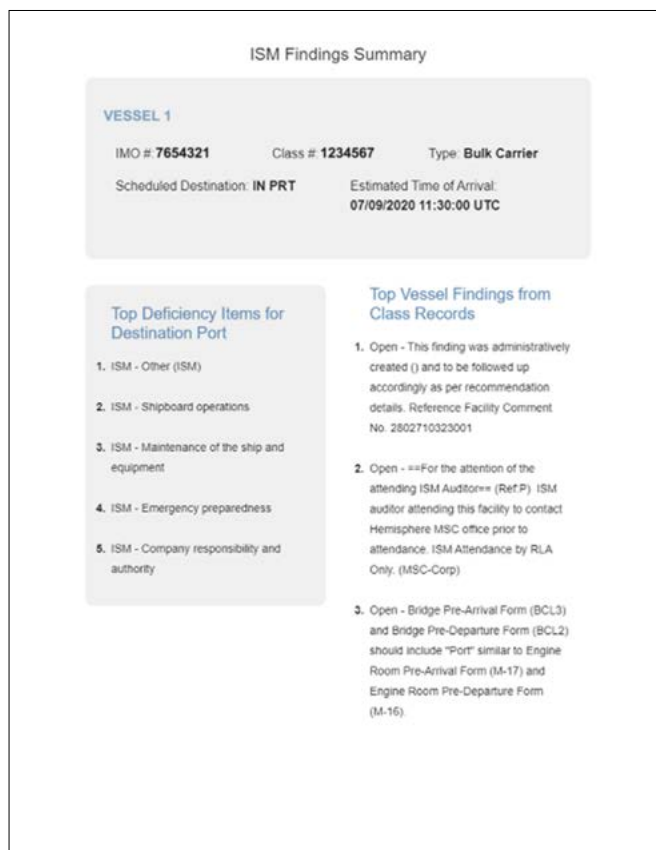 ISM Findings Summary
VESSEL 1
IMO #: 7654321 Class #: 1234567 Type: Bulk Carrier
Scheduled Destination: IN PRT
Estimated Time of Arrival:
07/09/2020 11:30:00 UTC
Top Deficiency Items for
Destination Port
1. ISM - Other (ISM)
2. ISM - Shipboard operations
3. ISM - Maintenance of the ship and
equipment
4. ISM - Emergency preparedness
5. ISM - Company responsibility and
authority
Top Vessel Findings from
Class Records
1. Open - This finding was administratively
created () and to be followed up
accordingly as per recommendation
details. Reference Facility Comment
No. 2802710323001
2. Open - ==For the attention of the
attending ISM Auditor== (Ref:P) ISM
auditor attending this facility to contact
Hemisphere MSC office prior to
attendance. ISM Attendance by RLA
Only. (MSC-Corp)
3. Open - Bridge Pre-Arrival Form (BCL3)
and Bridge Pre-Departure Form (BCL2)
should include "Port" similar to Engine
Room Pre-Arrival Form (M-17) and
Engine Room Pre-Departure Form
(M-16).